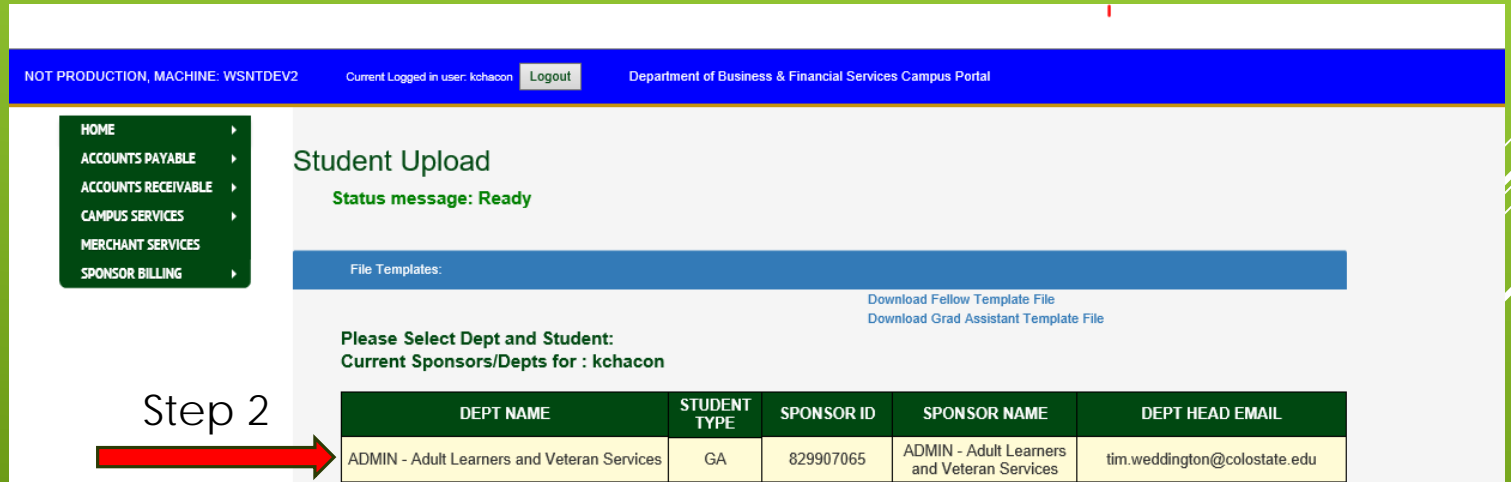 NOT PRODUCTION, MACHINE: WSNTDEV2 Current Logged in user: kchacon Logout Department of Business & Financial Services Campus Portal
HOME
ACCOUNTS PAYABLE
ACCOUNTS RECEIVABLE
CAMPUS SERVICES
MERCHANT SERVICES
SPONSOR BILLING
Student Upload
Status message: Ready
File Templates:
Download Fellow Template File
Download Grad Assistant Template File
Please Select Dept and Student:
Current Sponsors/Depts for : kchacon
Step 2
DEPT NAME STUDENT TYPE SPONSOR ID SPONSOR NAME DEPT HEAD EMAIL
ADMIN - Adult Learners and Veteran Services GA 829907065 ADMIN - Adult Learners and Veteran Services tim.weddington@colostate.edu